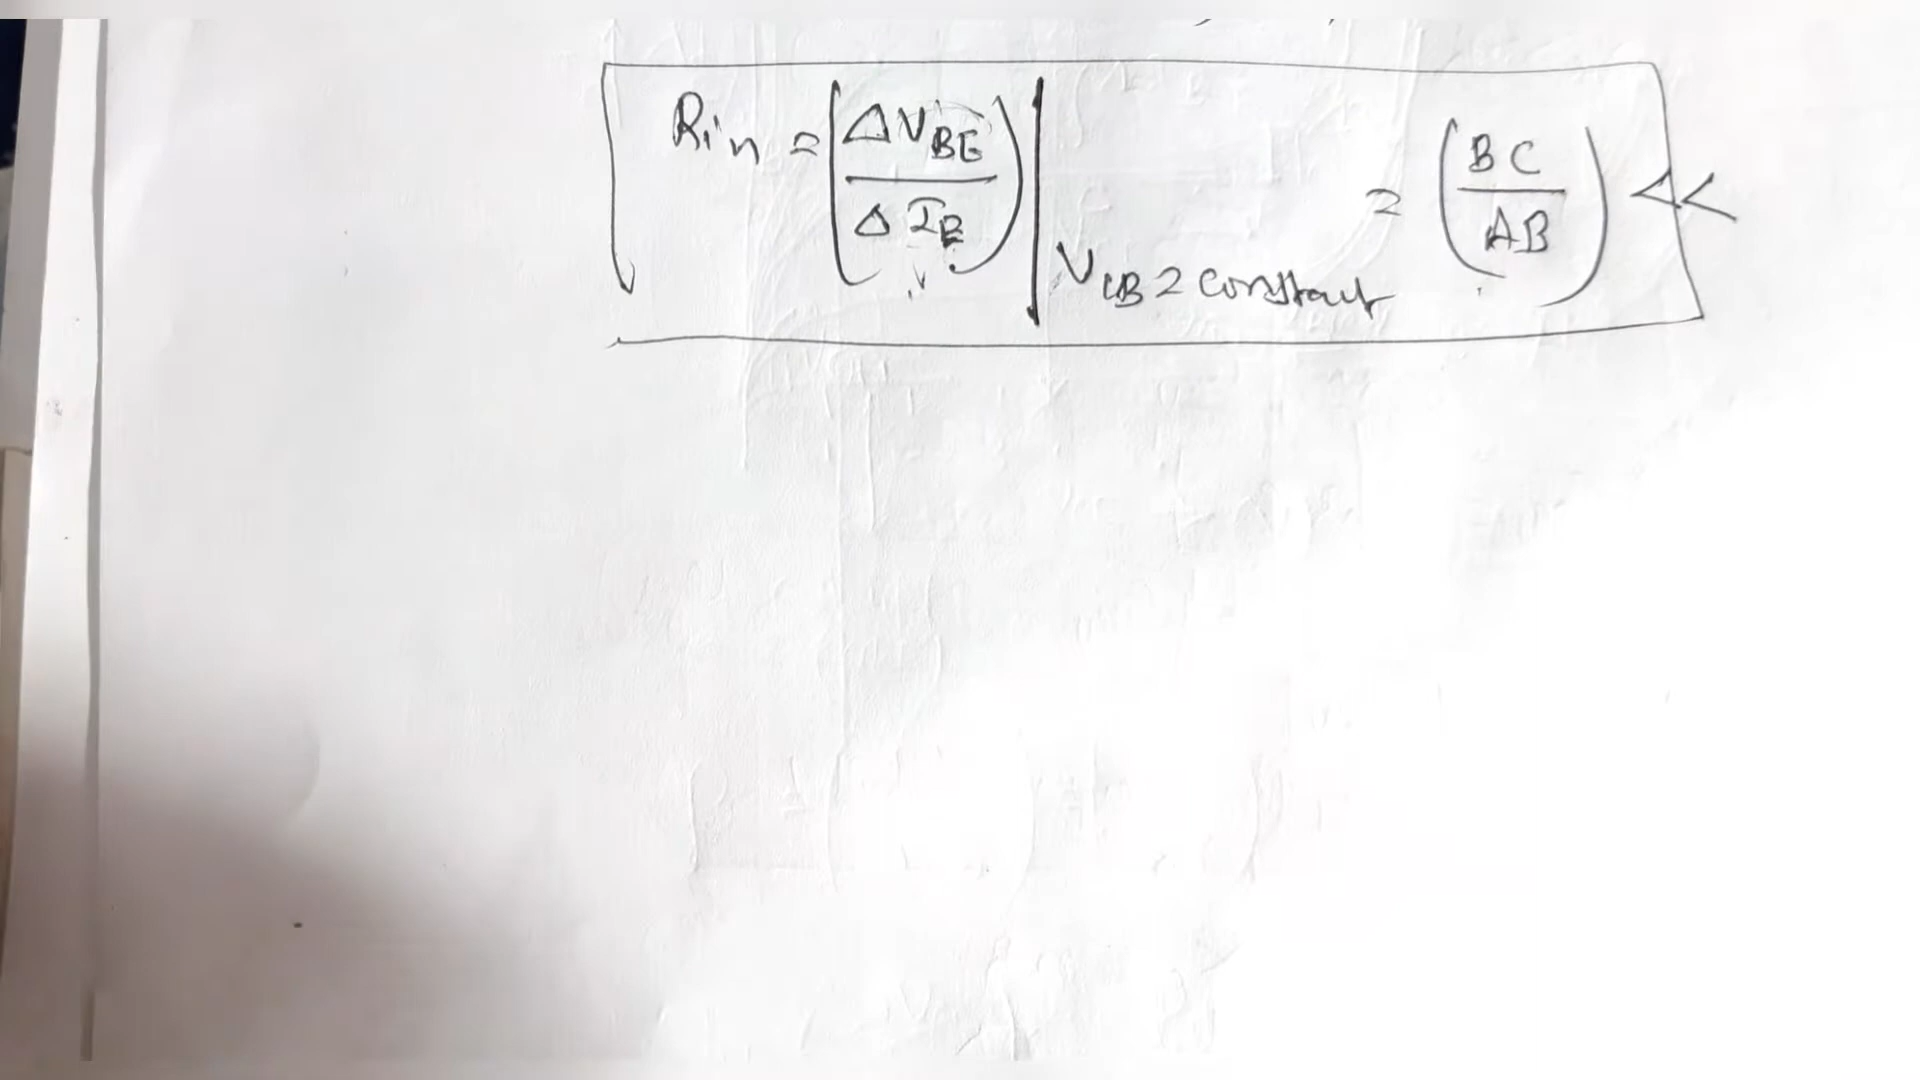 Rin = (ΔVBE / ΔIB) | VCB = constant = (BC / AB) <<